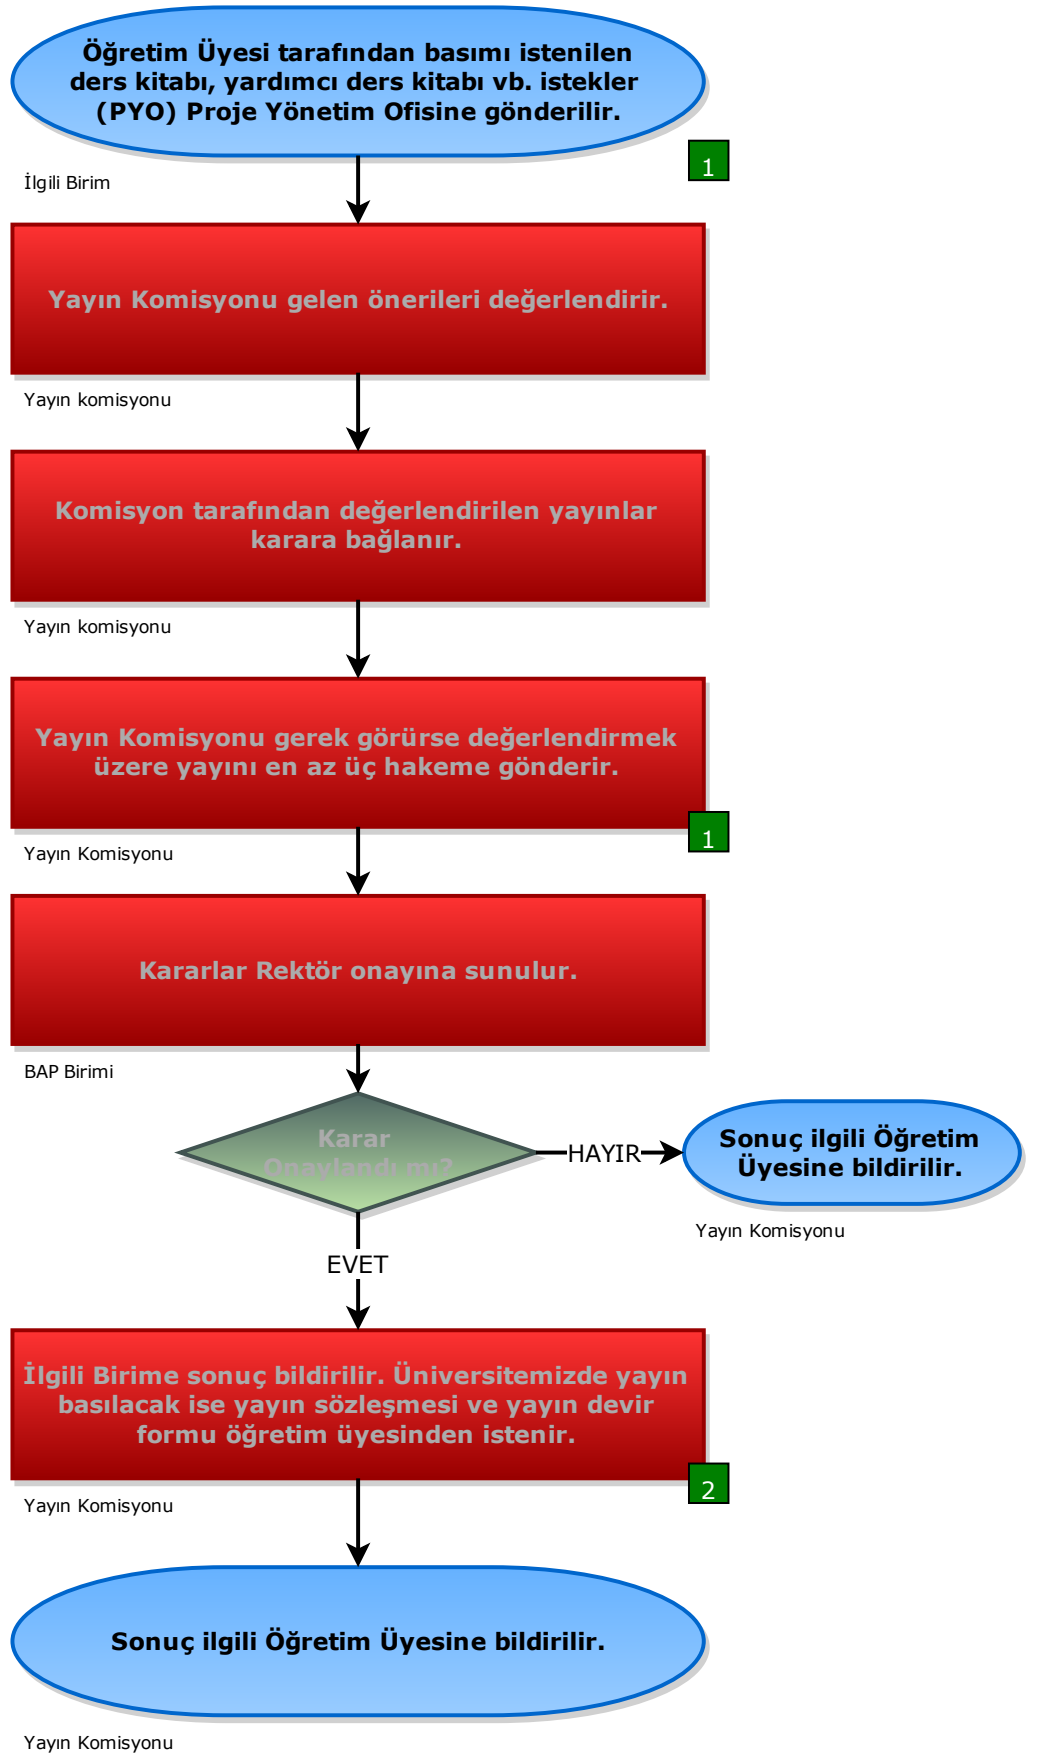 Öğretim Üyesi tarafından basımı istenilen
ders kitabı, yardımcı ders kitabı vb. istekler
(PYO) Proje Yönetim Ofisine gönderilir.
1
İlgili Birim
Yayın Komisyonu gelen önerileri değerlendirir.
Yayın komisyonu
Komisyon tarafından değerlendirilen yayınlar
karara bağlanır.
Yayın komisyonu
Yayın Komisyonu gerek görürse değerlendirmek
üzere yayını en az üç hakeme gönderir.
1
Yayın Komisyonu
Kararlar Rektör onayına sunulur.
BAP Birimi
Karar
Onaylandı mı?
HAYIR
Sonuç ilgili Öğretim
Üyesine bildirilir.
Yayın Komisyonu
EVET
İlgili Birime sonuç bildirilir. Üniversitemizde yayın
basılacak ise yayın sözleşmesi ve yayın devir
formu öğretim üyesinden istenir.
2
Yayın Komisyonu
Sonuç ilgili Öğretim Üyesine bildirilir.
Yayın Komisyonu